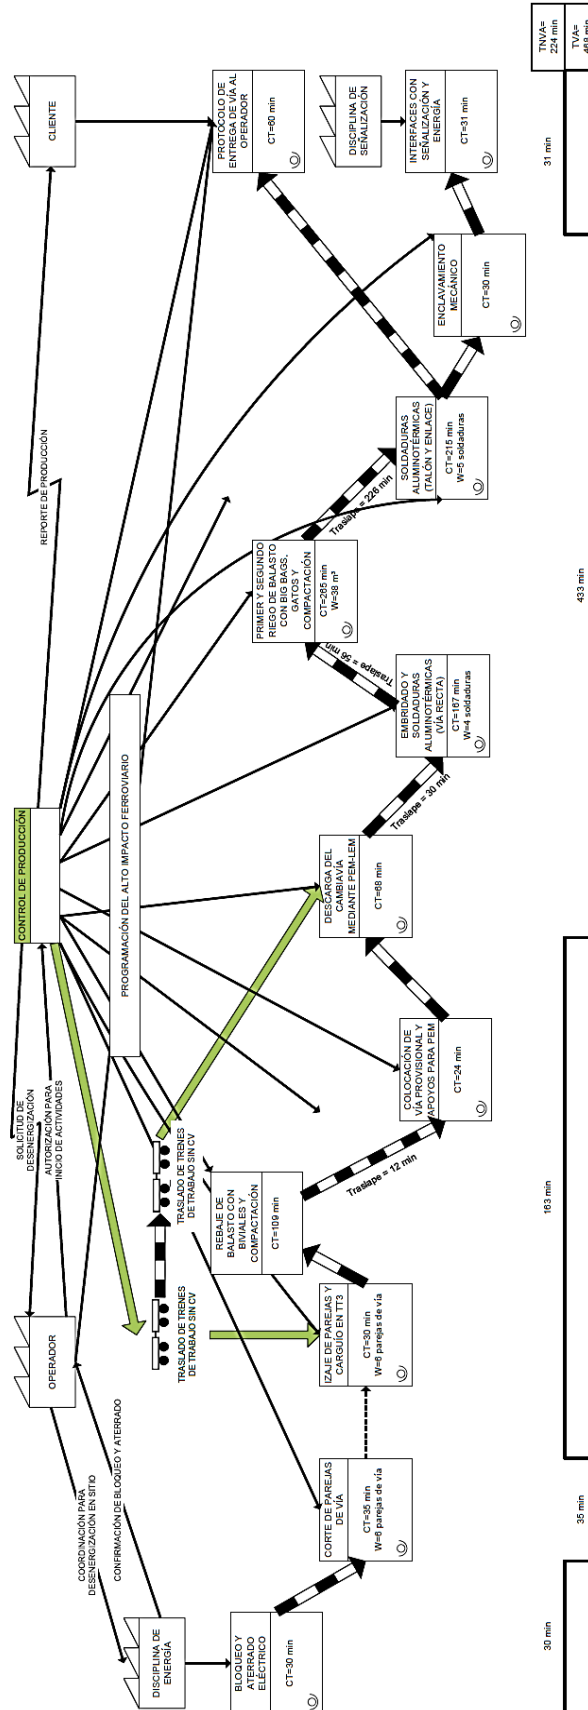 SOLICITUD DE
DESENERGIZACIÓN
AUTORIZACIÓN PARA
INICIO DE ACTIVIDADES
CONTROL DE PRODUCCIÓN
REPORTE DE PRODUCCIÓN
CLIENTE
OPERADOR
COORDINACIÓN PARA
DESENERGIZACIÓN EN SITIO
CONFIRMACIÓN DE BLOQUEO Y ATERRADO
DISCIPLINA DE
ENERGÍA
PROGRAMACIÓN DEL ALTO IMPACTO FERROVIARIO
TRASLADO DE TRENES
DE TRABAJO SIN CV
TRASLADO DE TRENES
DE TRABAJO SIN CV
BLOQUEO Y
ATERRADO
ELÉCTRICO
CT=30 min
CORTE DE PAREJAS
DE VÍA
CT=35 min
W=6 parejas de vía
IZAJE DE PAREJAS Y
CARGUÍO EN TT3
CT=30 min
W=6 parejas de vía
REBAJE DE
BALASTO CON
BIVIALES Y
COMPACTACIÓN
CT=109 min
Traslape = 12 min
COLOCACIÓN DE
VÍA PROVISIONAL Y
APOYOS PARA PEM
CT=24 min
DESCARGA DEL
CAMBIAVÍA
MEDIANTE PEM-LEM
CT=68 min
Traslape = 30 min
EMBRIDADO Y
SOLDADURAS
ALUMINOTÉRMICAS
(VÍA RECTA)
CT=167 min
W=4 soldaduras
Traslape = 56 min
PRIMER Y SEGUNDO
RIEGO DE BALASTO
CON BIG BAGS,
GATOS Y
COMPACTACIÓN
CT=265 min
W=38 m³
Traslape = 226 min
SOLDADURAS
ALUMINOTÉRMICAS
(TALÓN Y ENLACE)
CT=215 min
W=5 soldaduras
ENCLAVAMIENTO
MECÁNICO
CT=30 min
PROTOCOLO DE
ENTREGA DE VÍA AL
OPERADOR
CT=60 min
DISCIPLINA DE
SEÑALIZACIÓN
INTERFACES CON
SEÑALIZACIÓN Y
ENERGÍA
CT=31 min
30 min
35 min
163 min
433 min
31 min
TNVA=
224 min
TVA=
468 min